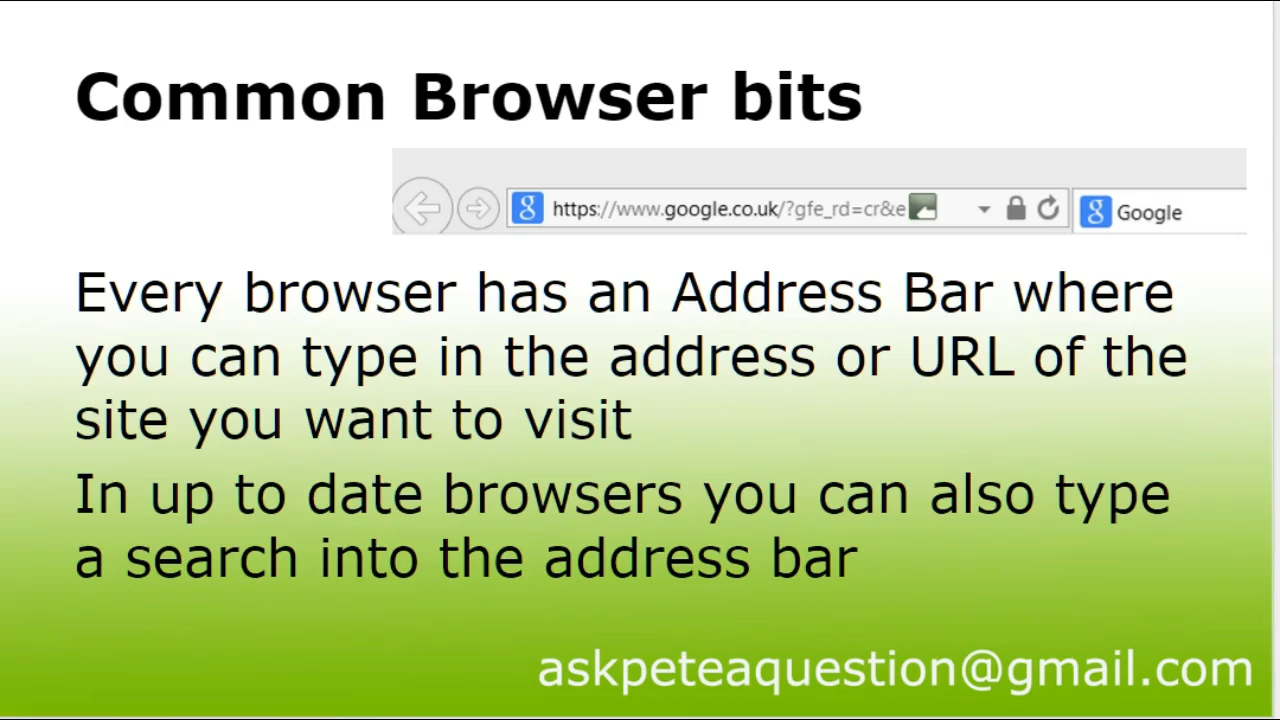 Common Browser bits
https://www.google.co.uk/?gfe_rd=cr&e
Google
Every browser has an Address Bar where
you can type in the address or URL of the
site you want to visit
In up to date browsers you can also type
a search into the address bar
askpeteaquestion@gmail.com